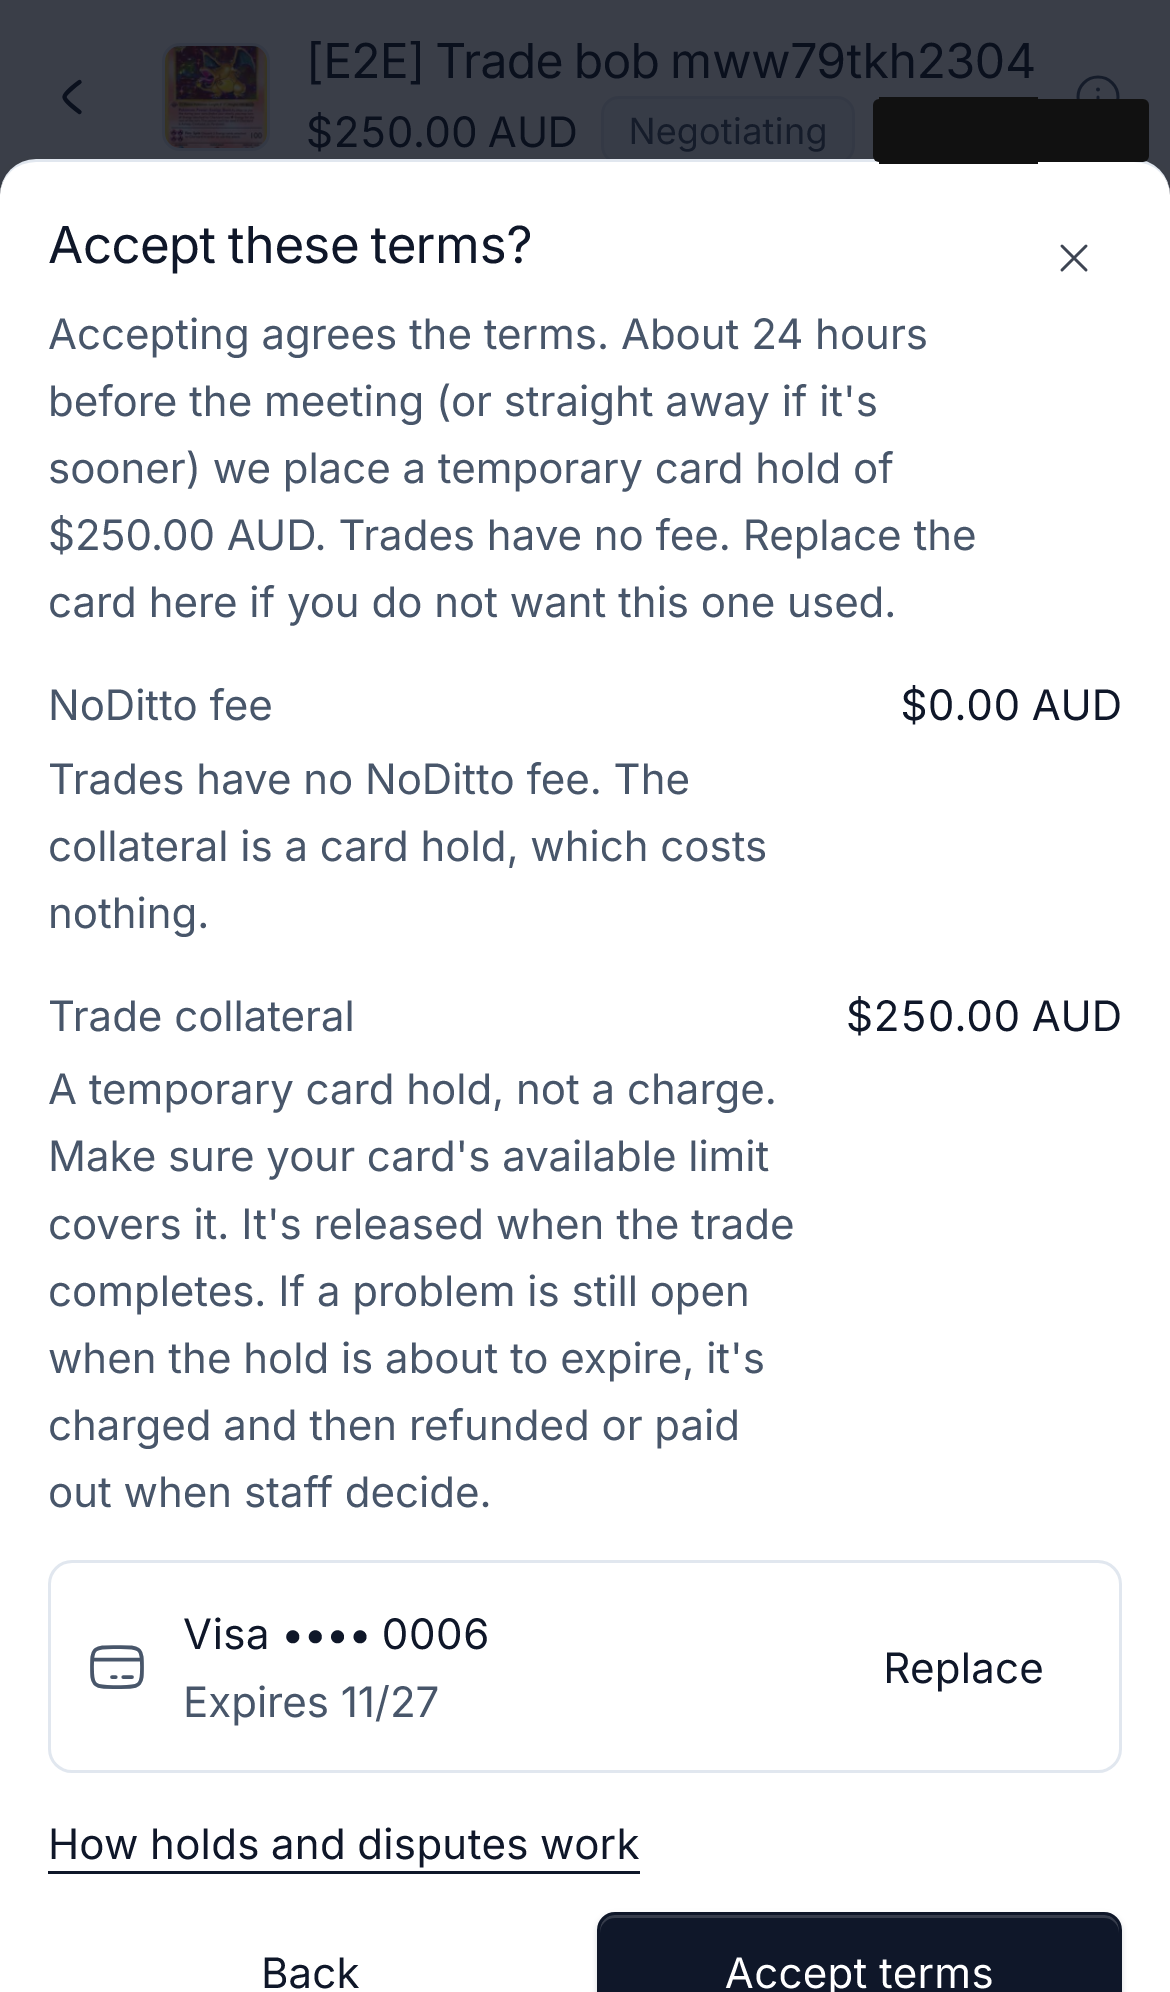 [E2E] Trade bob mww79tkh2304
$250.00 AUD Negotiating
Accept these terms?
Accepting agrees the terms. About 24 hours
before the meeting (or straight away if it's
sooner) we place a temporary card hold of
$250.00 AUD. Trades have no fee. Replace the
card here if you do not want this one used.
NoDitto fee $0.00 AUD
Trades have no NoDitto fee. The
collateral is a card hold, which costs
nothing.
Trade collateral $250.00 AUD
A temporary card hold, not a charge.
Make sure your card's available limit
covers it. It's released when the trade
completes. If a problem is still open
when the hold is about to expire, it's
charged and then refunded or paid
out when staff decide.
Visa •••• 0006
Expires 11/27
Replace
How holds and disputes work
Back Accept terms